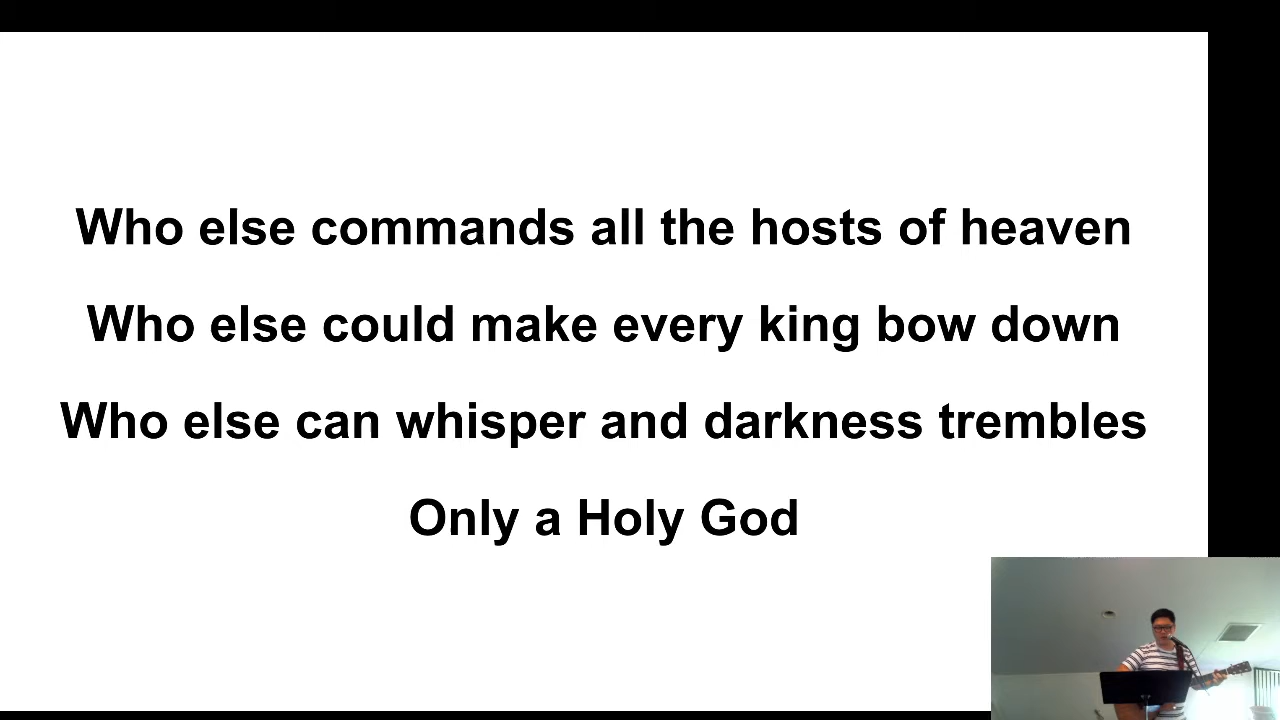 Who else commands all the hosts of heaven
Who else could make every king bow down
Who else can whisper and darkness trembles
Only a Holy God